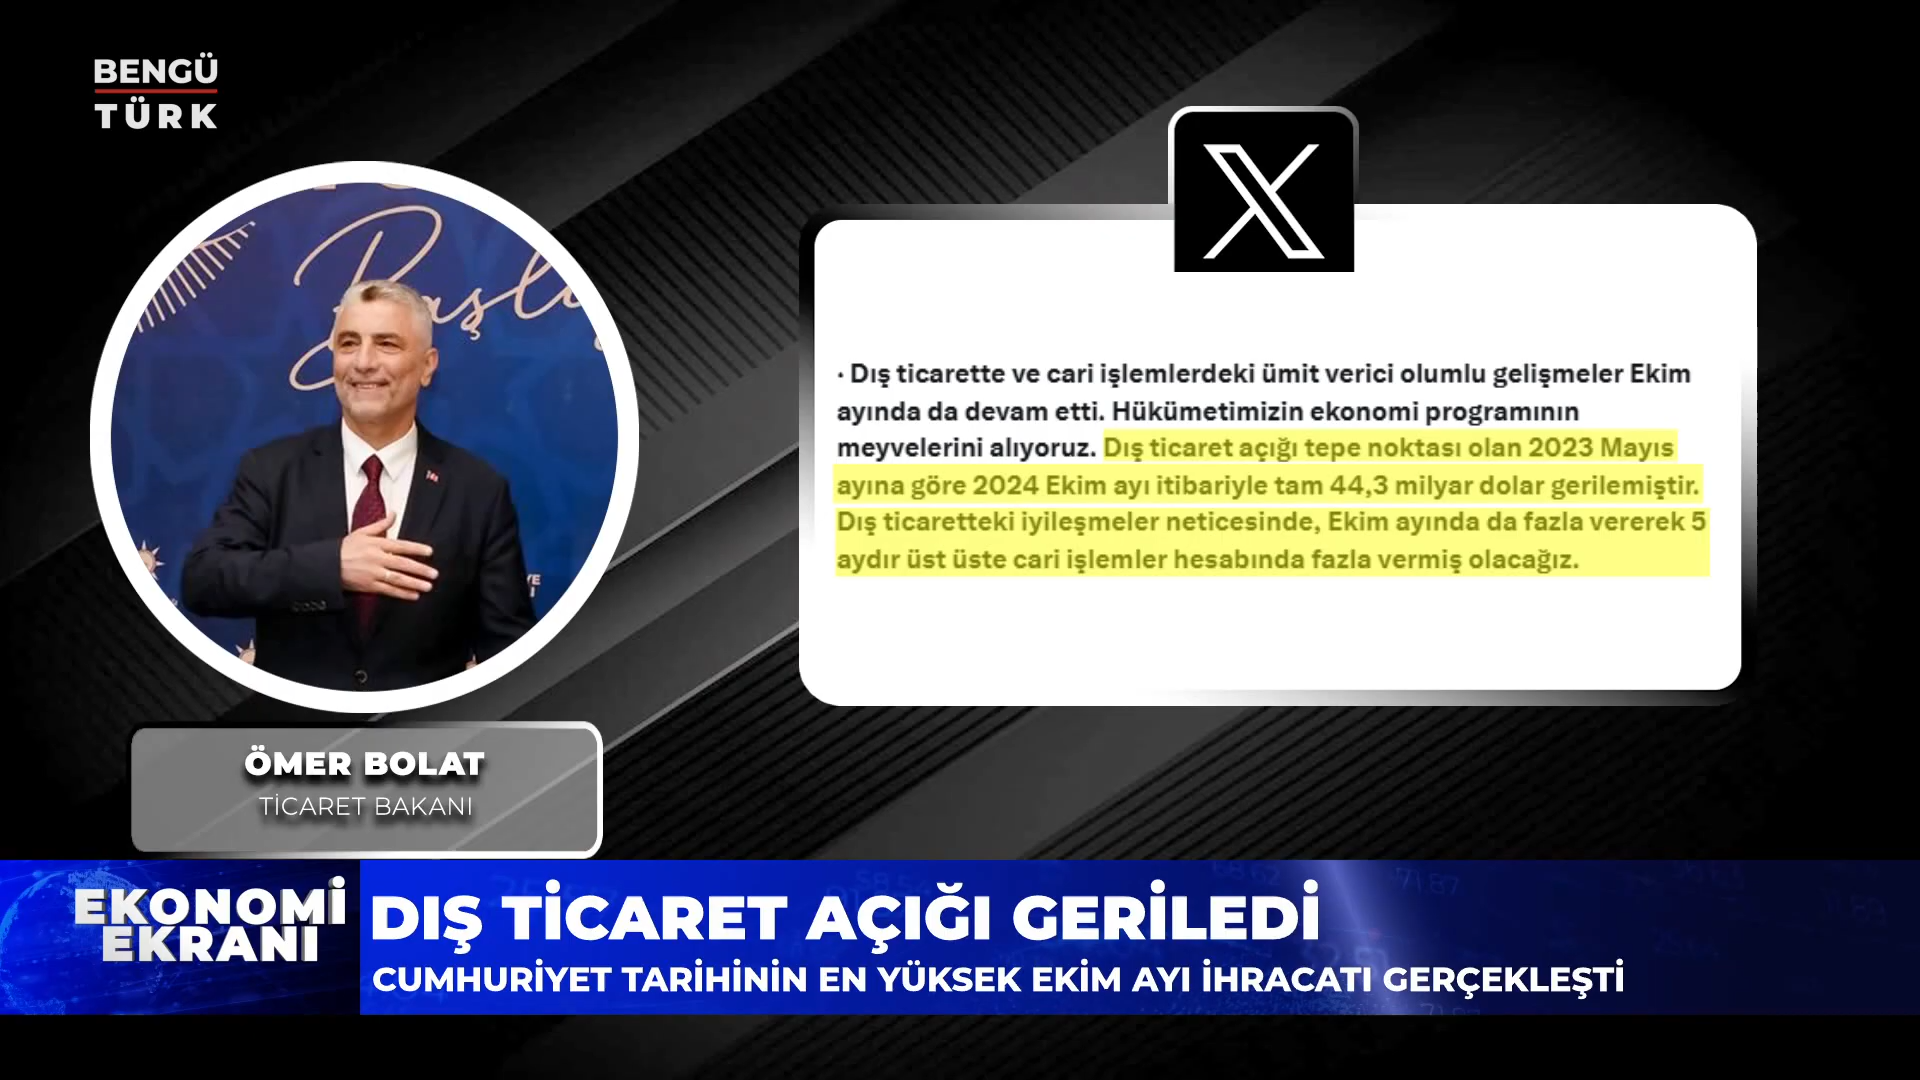 BENGÜ
TÜRK
Başlı
· Dış ticarette ve cari işlemlerdeki ümit verici olumlu gelişmeler Ekim
ayında da devam etti. Hükümetimizin ekonomi programının
meyvelerini alıyoruz. Dış ticaret açığı tepe noktası olan 2023 Mayıs
ayına göre 2024 Ekim ayı itibariyle tam 44,3 milyar dolar gerilemiştir.
Dış ticaretteki iyileşmeler neticesinde, Ekim ayında da fazla vererek 5
aydır üst üste cari işlemler hesabında fazla vermiş olacağız.
ÖMER BOLAT
TİCARET BAKANI
EKONOMİ
EKRANI
DIŞ TİCARET AÇIĞI GERİLEDİ
CUMHURİYET TARİHİNİN EN YÜKSEK EKİM AYI İHRACATI GERÇEKLEŞTİ